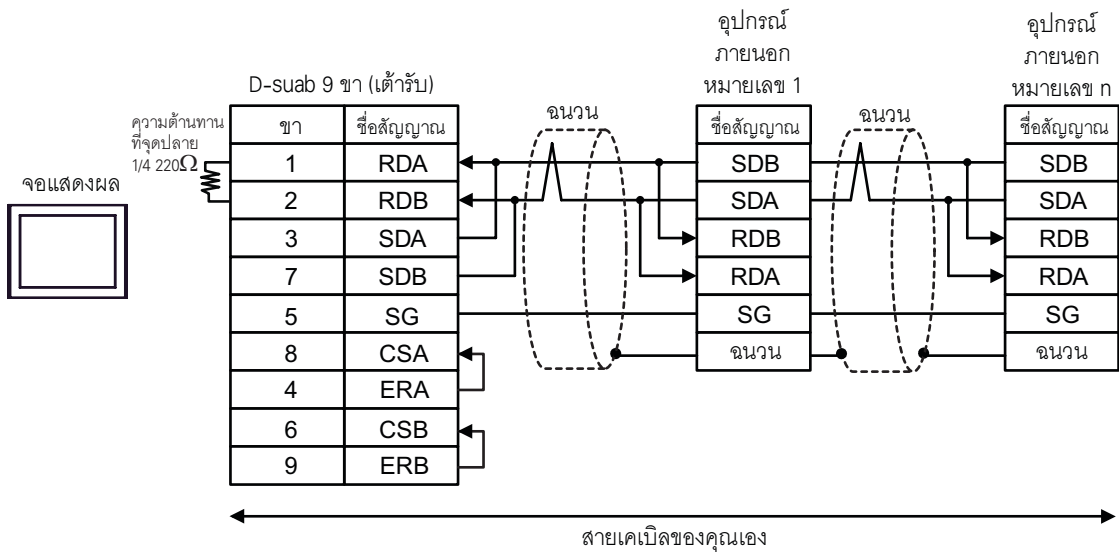 อุปกรณ์
ภายนอก
หมายเลข 1
อุปกรณ์
ภายนอก
หมายเลข n
D-suab 9 ขา (เต้ารับ)
ความต้านทาน
ที่จุดปลาย
1/4 220Ω
จอแสดงผล
ขา ชื่อสัญญาณ
1 RDA
2 RDB
3 SDA
7 SDB
5 SG
8 CSA
4 ERA
6 CSB
9 ERB
ฉนวน
ชื่อสัญญาณ
SDB
SDA
RDB
RDA
SG
ฉนวน
ฉนวน
ชื่อสัญญาณ
SDB
SDA
RDB
RDA
SG
ฉนวน
สายเคเบิลของคุณเอง